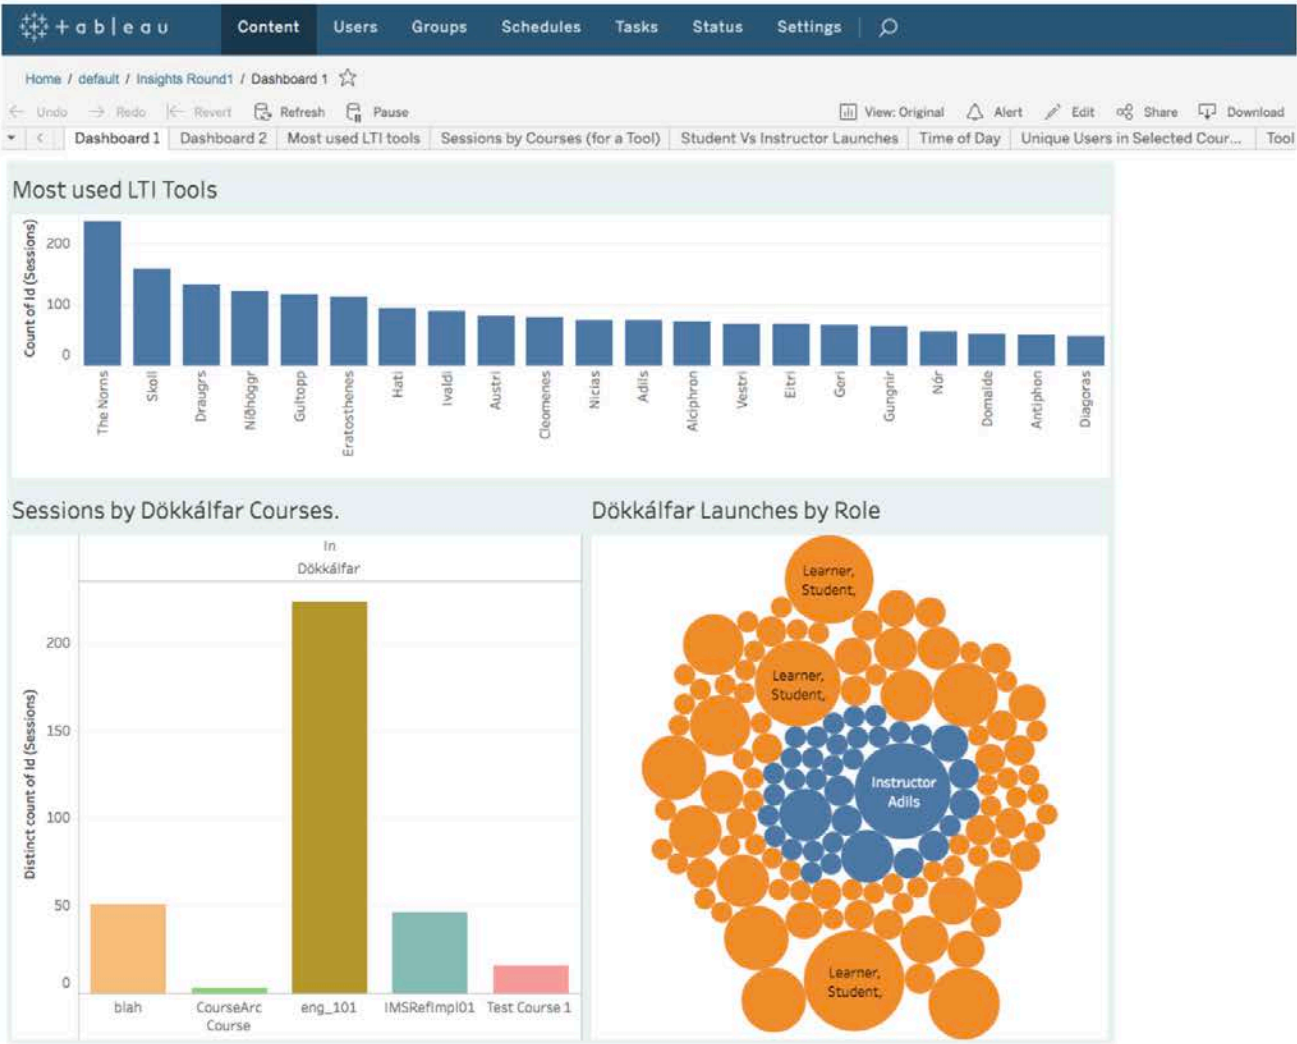 + a b | e a u Content Users Groups Schedules Tasks Status Settings
Home / default / Insights Round1 / Dashboard 1
Undo Redo Revert Refresh Pause View: Original Alert Edit Share Download
Dashboard 1 Dashboard 2 Most used LTI tools Sessions by Courses (for a Tool) Student Vs Instructor Launches Time of Day Unique Users in Selected Cour... Tool
Most used LTI Tools
Count of Id (Sessions)
200
100
0
The Norns
Skoll
Draugrs
Níðhöggr
Gultopp
Eratosthenes
Hati
Ivaldi
Austri
Cleomenes
Nicias
Adils
Alciphron
Vestri
Eitri
Geri
Gungnir
Nór
Domalde
Antiphon
Diagoras
Sessions by Dökkálfar Courses.
In
Dökkálfar
Distinct count of Id (Sessions)
200
150
100
50
0
blah
CourseArc
Course
eng_101
IMSRefImpl01
Test Course 1
Dökkálfar Launches by Role
Learner,
Student,
Learner,
Student,
Instructor
Adils
Learner,
Student,